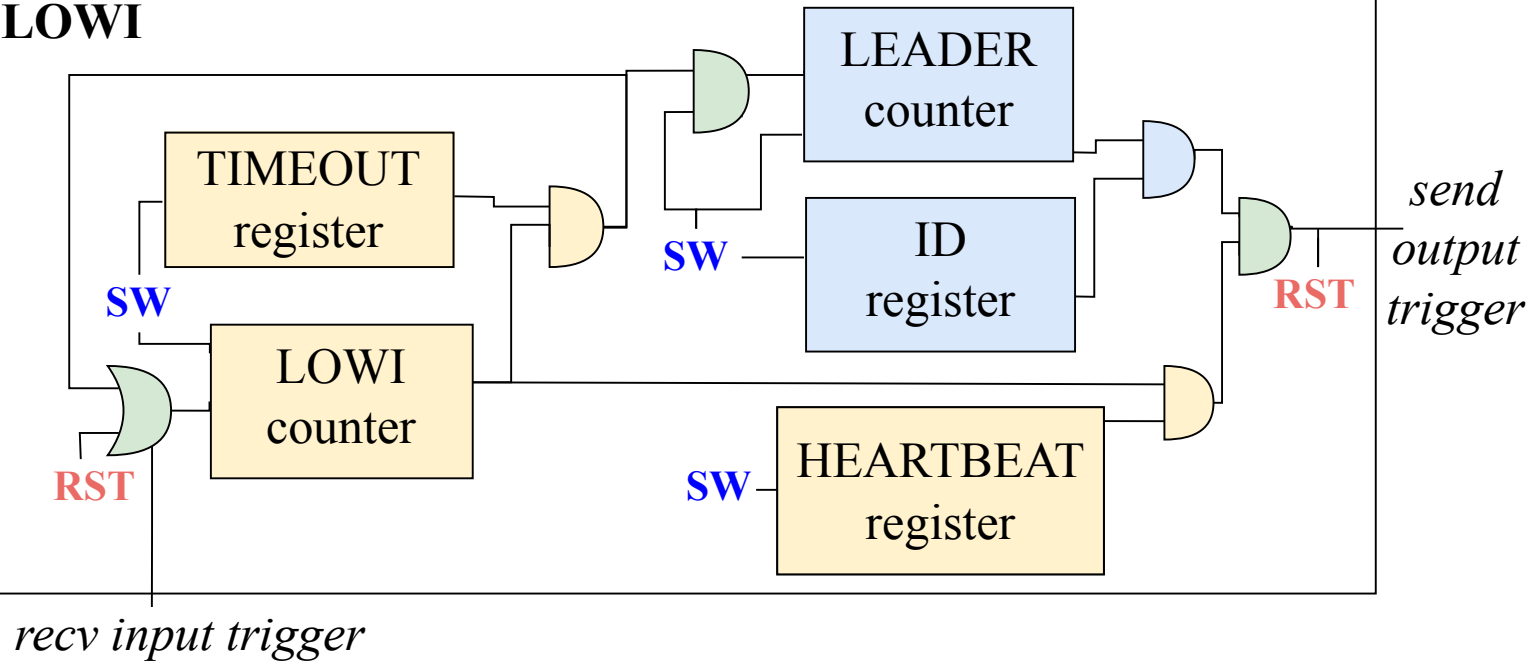 LOWI
LEADER
counter
TIMEOUT
register
SW
ID
register
send
output
trigger
RST
SW
LOWI
counter
RST
SW
HEARTBEAT
register
recv input trigger